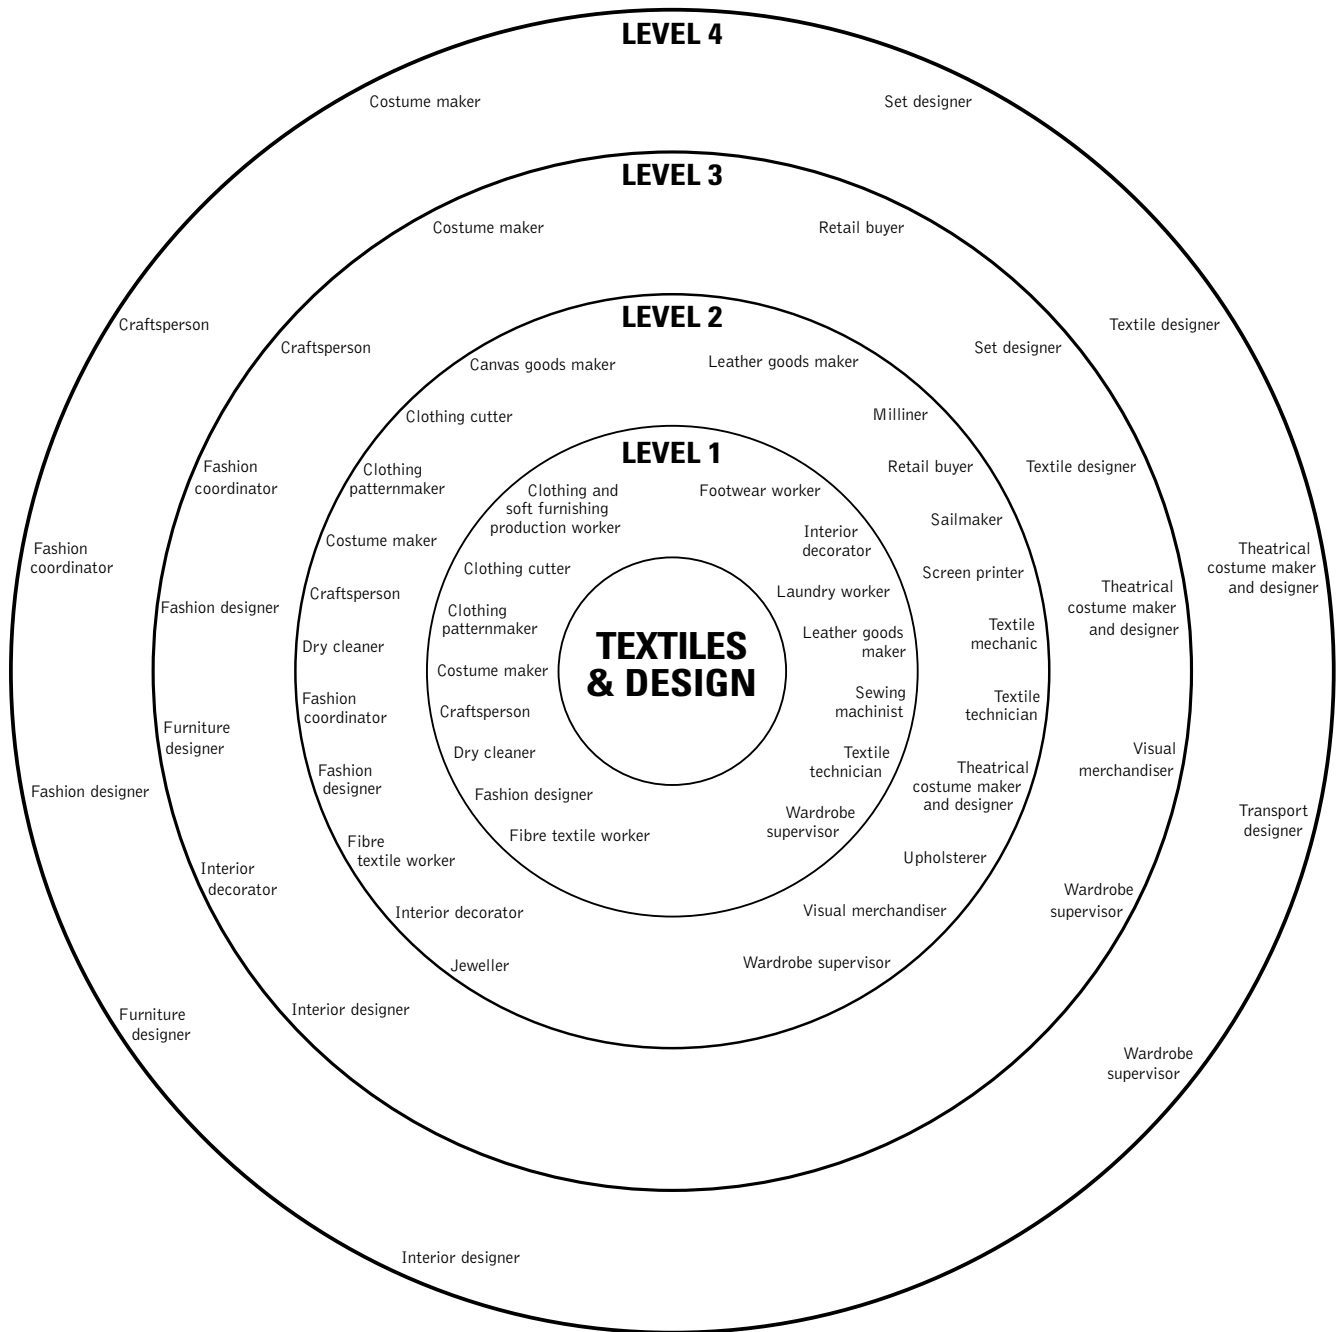 LEVEL 4
Costume maker
Set designer
Craftsperson
Textile designer
Fashion
coordinator
Theatrical
costume maker
and designer
Fashion designer
Transport
designer
Furniture
designer
Wardrobe
supervisor
Interior designer
LEVEL 3
Costume maker
Retail buyer
Craftsperson
Set designer
Fashion
coordinator
Textile designer
Fashion designer
Theatrical
costume maker
and designer
Furniture
designer
Visual
merchandiser
Interior
decorator
Wardrobe
supervisor
Interior designer
LEVEL 2
Canvas goods maker
Leather goods maker
Clothing cutter
Milliner
Clothing
patternmaker
Retail buyer
Costume maker
Sailmaker
Craftsperson
Screen printer
Dry cleaner
Textile
mechanic
Fashion
coordinator
Textile
technician
Fashion
designer
Theatrical
costume maker
and designer
Fibre
textile worker
Upholsterer
Interior decorator
Visual merchandiser
Jeweller
Wardrobe supervisor
LEVEL 1
Clothing and
soft furnishing
production worker
Footwear worker
Clothing cutter
Interior
decorator
Clothing
patternmaker
Laundry worker
Costume maker
Leather goods
maker
Craftsperson
Sewing
machinist
Dry cleaner
Textile
technician
Fashion designer
Wardrobe
supervisor
Fibre textile worker
TEXTILES
& DESIGN